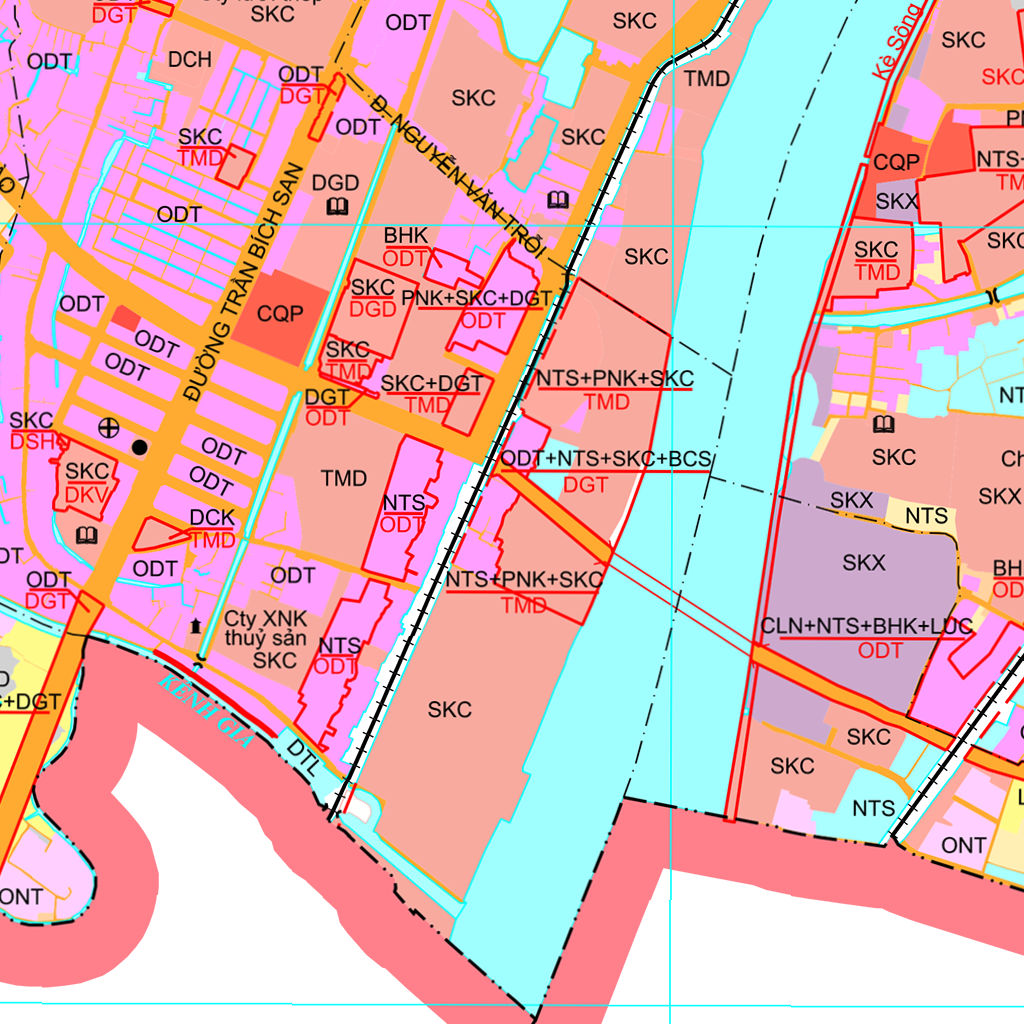 SKC
ODT
DGT
ODT
SKC
TMD
Kè Sông
SKC
SKC
ODT
DCH
ODT
DGT
SKC
ODT
Đ. NGUYỄN VĂN TRỖI
SKC
SKC
TMD
CQP
NTS
DGD
SKX
ODT
ĐƯỜNG TRẦN BÍCH SAN
BHK
ODT
SKC
SKC
TMD
SKC
SKC
DGD
PNK+SKC+DGT
ODT
ODT
CQP
ODT
SKC
TMD
ODT
SKC+DGT
TMD
NTS+PNK+SKC
TMD
DGT
ODT
SKC
DSH
ODT
SKC
DKV
ODT
TMD
ODT+NTS+SKC+BCS
DGT
SKC
SKX
SKX
NTS
NTS
ODT
DCK
TMD
SKX
ODT
ODT
ODT
DGT
NTS+PNK+SKC
TMD
Cty XNK
thuỷ sản
SKC
NTS
ODT
CLN+NTS+BHK+LUC
ODT
KÊNH GIA
+DGT
SKC
SKC
DTL
SKC
NTS
ONT
ONT